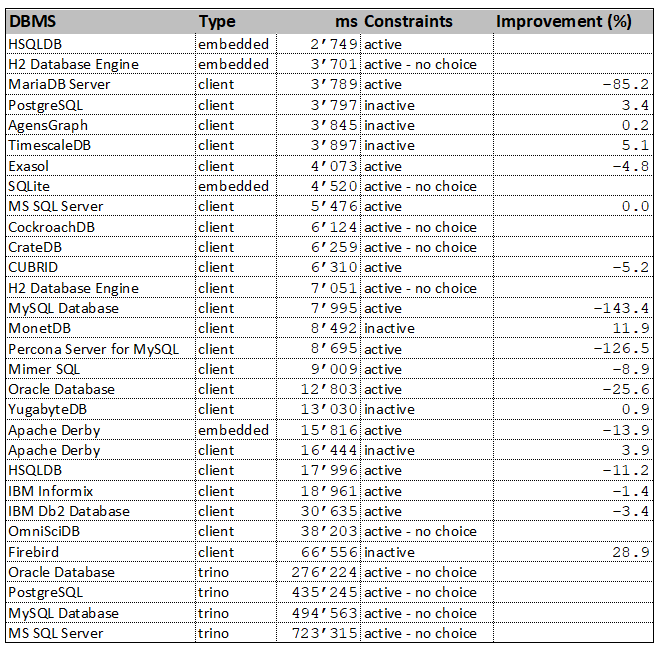 DBMS Type ms Constraints Improvement (%)
HSQLDB embedded 2’749 active
H2 Database Engine embedded 3’701 active - no choice
MariaDB Server client 3’789 active −85.2
PostgreSQL client 3’797 inactive 3.4
AgensGraph client 3’845 inactive 0.2
TimescaleDB client 3’897 inactive 5.1
Exasol client 4’073 active −4.8
SQLite embedded 4’520 active - no choice
MS SQL Server client 5’476 active 0.0
CockroachDB client 6’124 active - no choice
CrateDB client 6’259 active - no choice
CUBRID client 6’310 active −5.2
H2 Database Engine client 7’051 active - no choice
MySQL Database client 7’995 active −143.4
MonetDB client 8’492 inactive 11.9
Percona Server for MySQL client 8’695 active −126.5
Mimer SQL client 9’009 active −8.9
Oracle Database client 12’803 active −25.6
YugabyteDB client 13’030 inactive 0.9
Apache Derby embedded 15’816 active −13.9
Apache Derby client 16’444 inactive 3.9
HSQLDB client 17’996 active −11.2
IBM Informix client 18’961 active −1.4
IBM Db2 Database client 30’635 active −3.4
OmniSciDB client 38’203 active - no choice
Firebird client 66’556 inactive 28.9
Oracle Database trino 276’224 active - no choice
PostgreSQL trino 435’245 active - no choice
MySQL Database trino 494’563 active - no choice
MS SQL Server trino 723’315 active - no choice